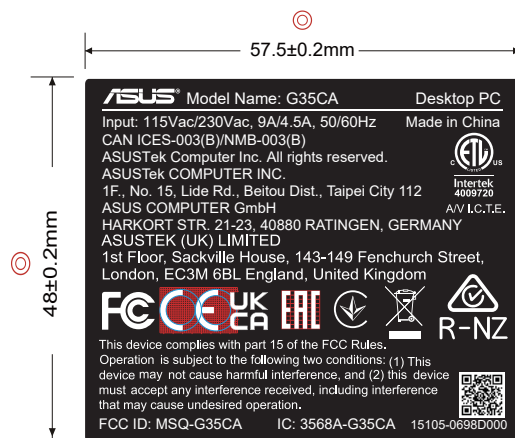 57.5±0.2mm
48±0.2mm
ASUS® Model Name: G35CA Desktop PC
Input: 115Vac/230Vac, 9A/4.5A, 50/60Hz Made in China
CAN ICES-003(B)/NMB-003(B)
ASUSTek Computer Inc. All rights reserved.
ASUSTek COMPUTER INC.
1F., No. 15, Lide Rd., Beitou Dist., Taipei City 112
ASUS COMPUTER GmbH
HARKORT STR. 21-23, 40880 RATINGEN, GERMANY
ASUSTEK (UK) LIMITED
1st Floor, Sackville House, 143-149 Fenchurch Street,
London, EC3M 6BL England, United Kingdom
C ETL US
LISTED
Intertek
4009720
A/V I.C.T.E.
FC CE UK
CA
EAC
R-NZ
This device complies with part 15 of the FCC Rules.
Operation is subject to the following two conditions: (1) This
device may not cause harmful interference, and (2) this device
must accept any interference received, including interference
that may cause undesired operation.
FCC ID: MSQ-G35CA IC: 3568A-G35CA 15105-0698D000